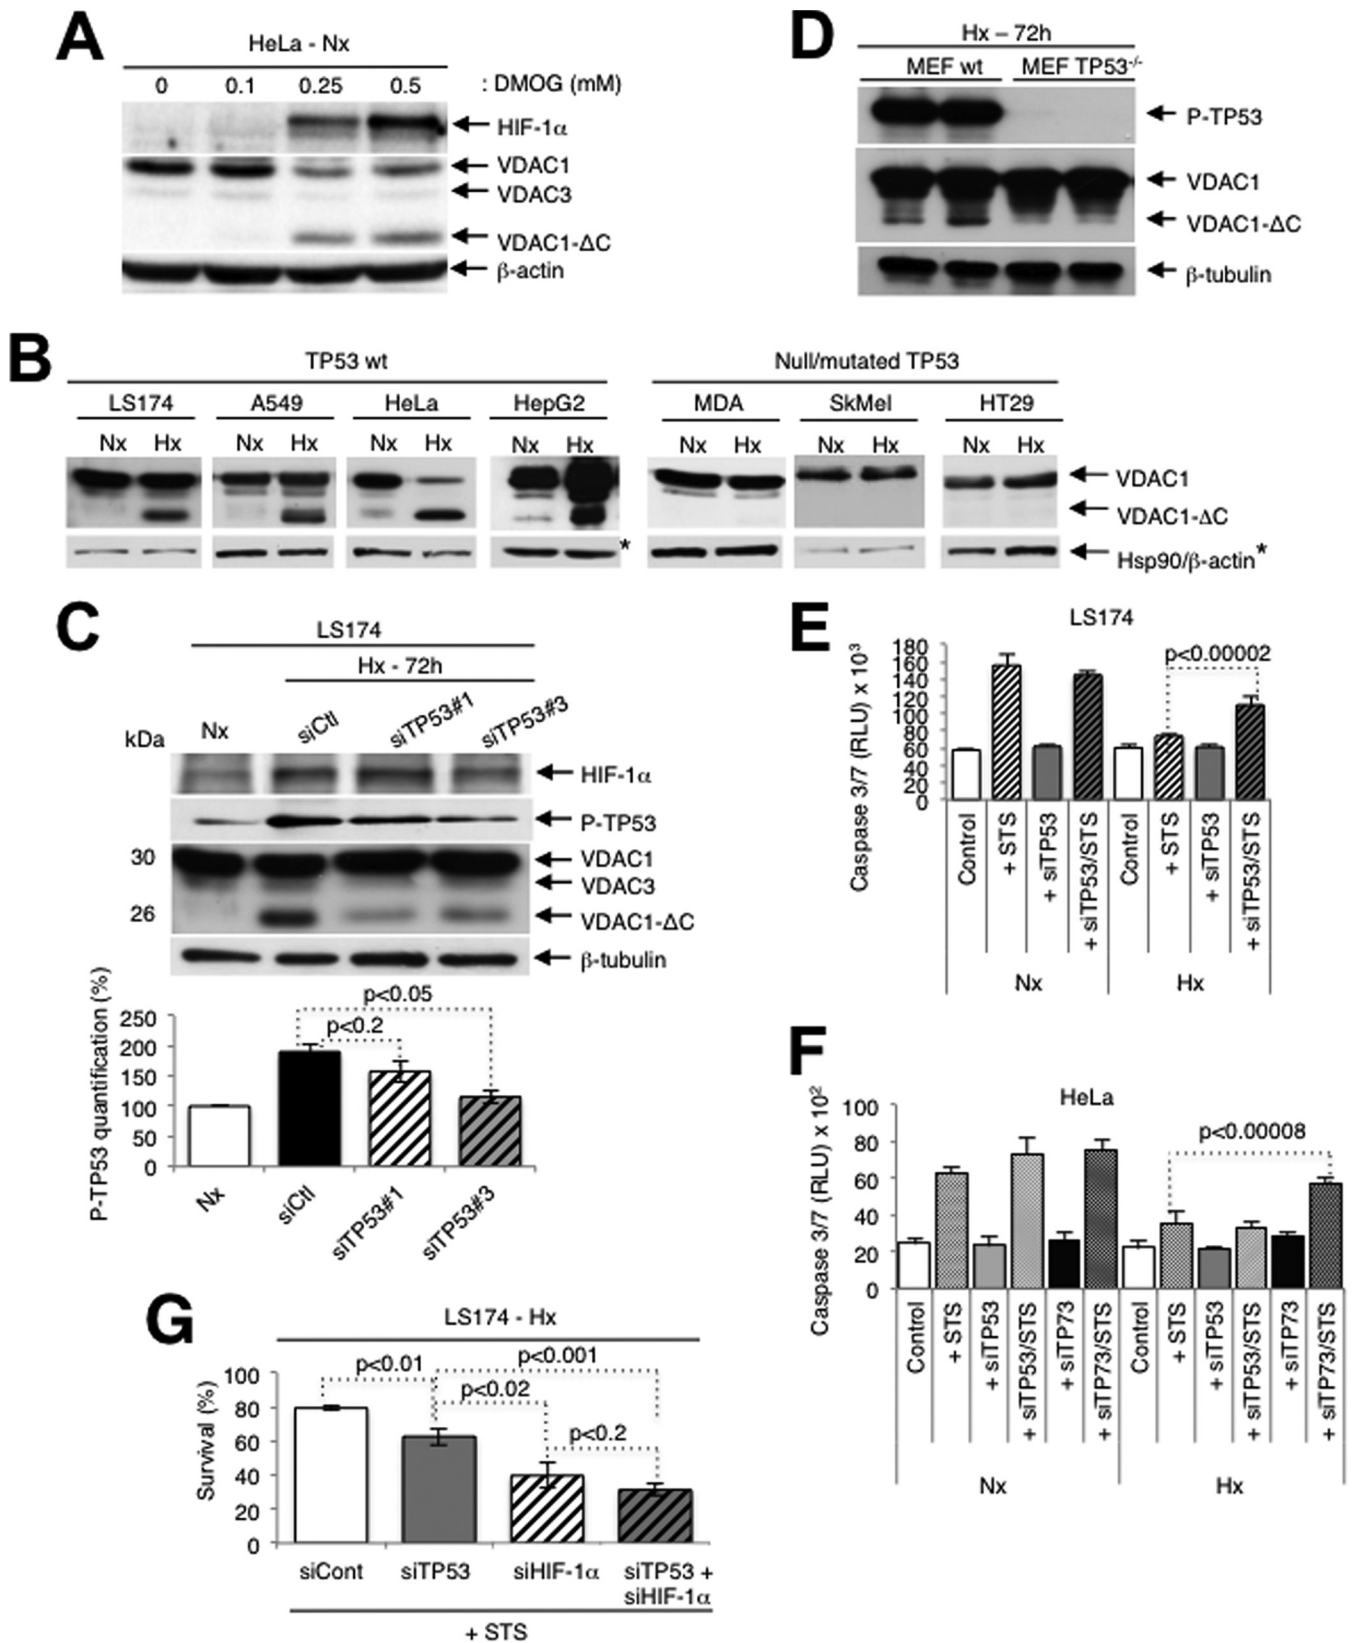 A
HeLa - Nx
0 0.1 0.25 0.5 : DMOG (mM)
HIF-1α
VDAC1
VDAC3
VDAC1-ΔC
β-actin
D
Hx – 72h
MEF wt MEF TP53-/-
P-TP53
VDAC1
VDAC1-ΔC
β-tubulin
B
TP53 wt Null/mutated TP53
LS174 A549 HeLa HepG2 MDA SkMel HT29
Nx Hx Nx Hx Nx Hx Nx Hx Nx Hx Nx Hx Nx Hx
VDAC1
VDAC1-ΔC
*
Hsp90/β-actin*
C
LS174
Hx - 72h
kDa Nx siCtl siTP53#1 siTP53#3
HIF-1α
P-TP53
30 VDAC1
VDAC3
26 VDAC1-ΔC
β-tubulin
P-TP53 quantification (%)
p<0.05
p<0.2
250
200
150
100
50
0
Nx siCtl siTP53#1 siTP53#3
E
LS174
Caspase 3/7 (RLU) x 10³
p<0.00002
180
160
140
120
100
80
60
40
20
0
Control + STS + siTP53 + siTP53/STS Control + STS + siTP53 + siTP53/STS
Nx Hx
F
HeLa
Caspase 3/7 (RLU) x 10²
p<0.00008
100
80
60
40
20
0
Control + STS + siTP53 + siTP53/STS + siTP73 + siTP73/STS Control + STS + siTP53 + siTP53/STS + siTP73 + siTP73/STS
Nx Hx
G
LS174 - Hx
Survival (%)
p<0.01 p<0.001
p<0.02
p<0.2
100
80
60
40
20
0
siCont siTP53 siHIF-1α siTP53 +
siHIF-1α
+ STS